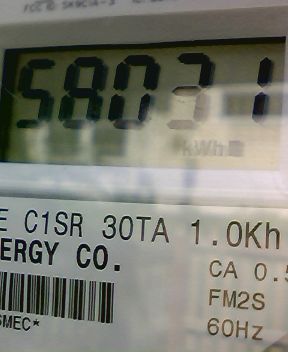 58031
kWh
E C1SR 30TA 1.0Kh
ERGY CO.
CA 0.5
FM2S
60Hz
SMEC*